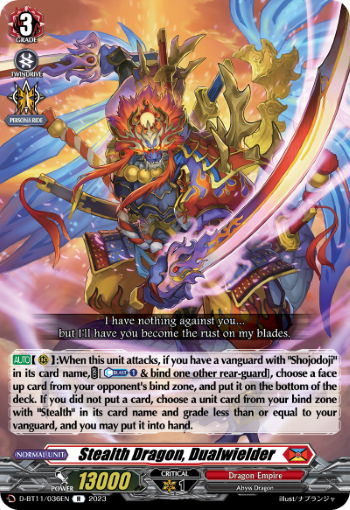 3
GRADE
TWINDRIVE
PERSONA RIDE
I have nothing against you...
but I'll have you become the rust on my blades.
AUTO【 】:When this unit attacks, if you have a vanguard with "Shojodoji"
in its card name, [ & bind one other rear-guard], choose a face
up card from your opponent's bind zone, and put it on the bottom of the
deck. If you did not put a card, choose a unit card from your bind zone
with "Stealth" in its card name and grade less than or equal to your
vanguard, and you may put it into hand.
NORMAL UNIT
Stealth Dragon, Dualwielder
POWER 13000
CRITICAL
1
Dragon Empire
Abyss Dragon
D-BT11/036EN R 2023
illust/ナブランジャ